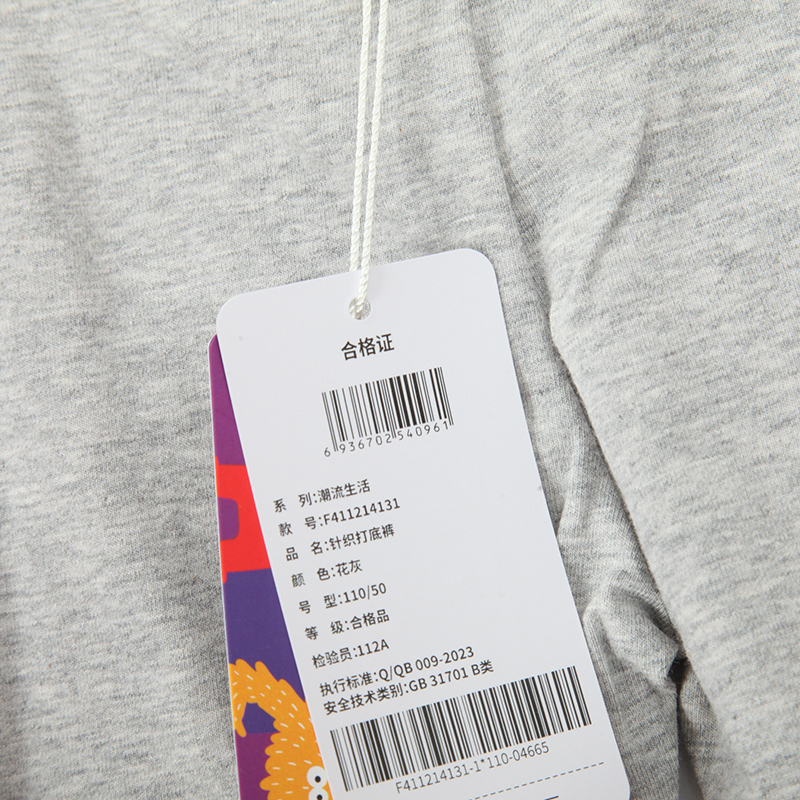 合格证
6 936702 540961
系 列:潮流生活
款 号:F411214131
品 名:针织打底裤
颜 色:花灰
号 型:110/50
等 级:合格品
检验员:112A
执行标准:Q/QB 009-2023
安全技术类别:GB 31701 B类
F411214131-1*110-04665